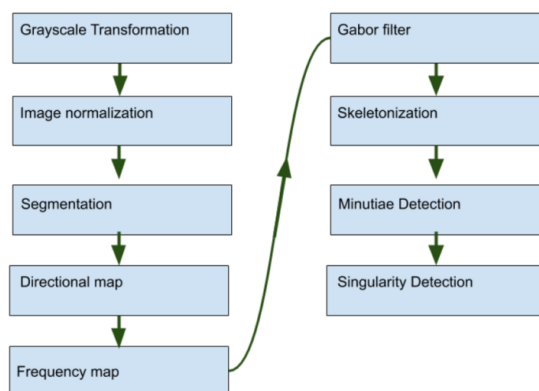 Grayscale Transformation
Image normalization
Segmentation
Directional map
Frequency map
Gabor filter
Skeletonization
Minutiae Detection
Singularity Detection